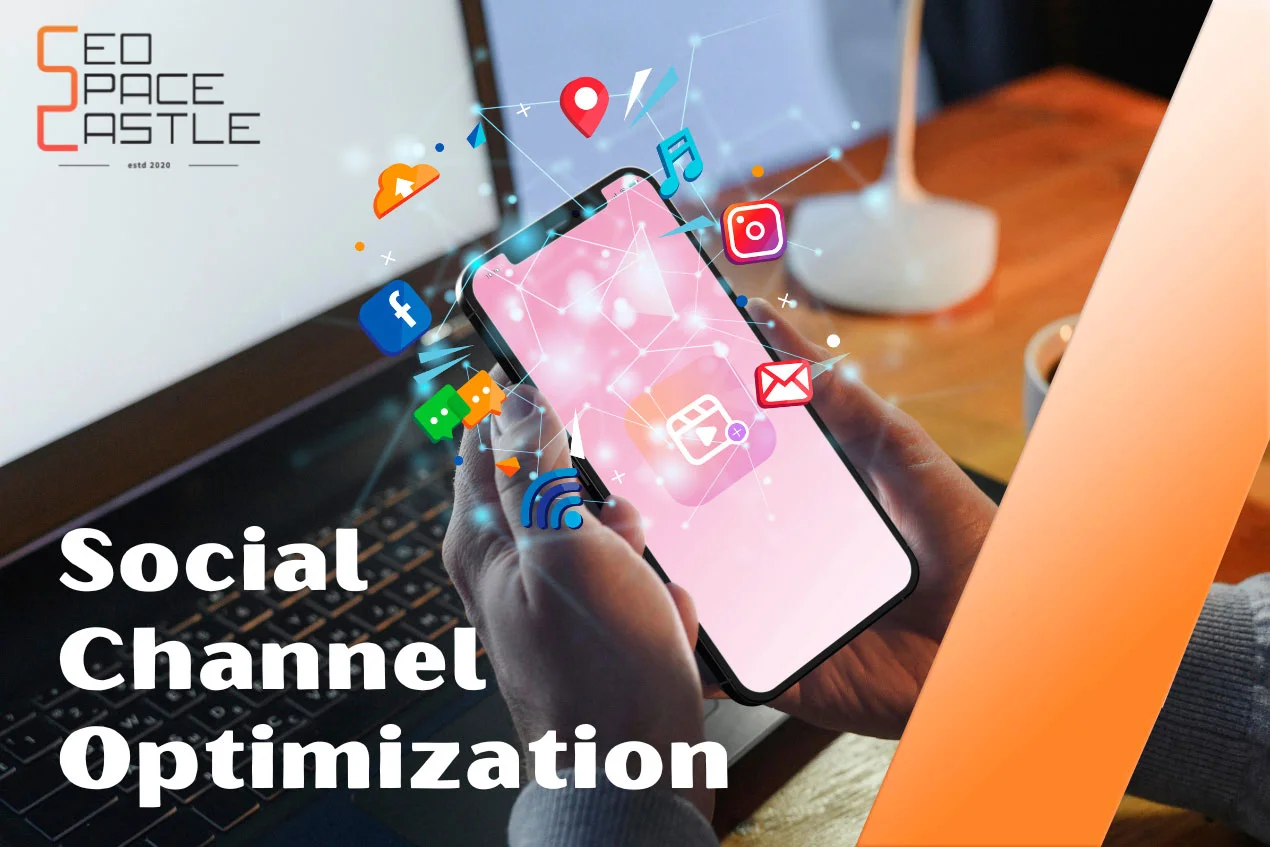 SEO
SPACE
CASTLE
estd 2020
Social
Channel
Optimization